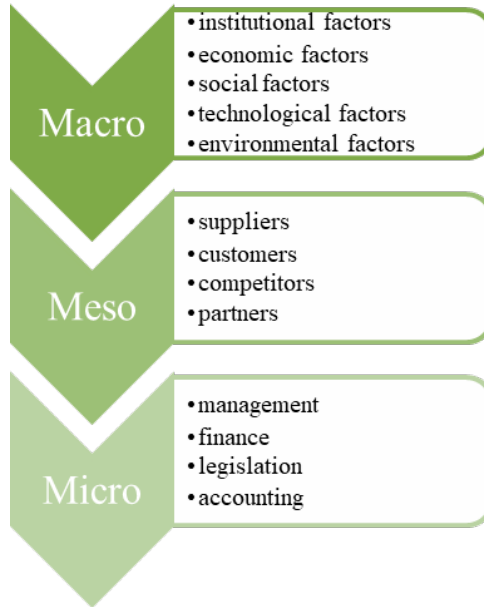 Macro
• institutional factors
• economic factors
• social factors
• technological factors
• environmental factors
Meso
• suppliers
• customers
• competitors
• partners
Micro
• management
• finance
• legislation
• accounting